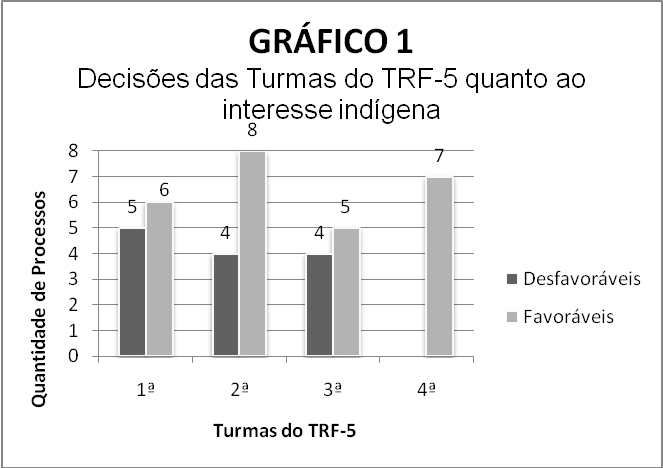 GRÁFICO 1
Decisões das Turmas do TRF-5 quanto ao
interesse indígena
Quantidade de Processos
8
7
6
5
4
3
2
1
0
5
6
4
8
4
5
7
1ª
2ª
3ª
4ª
Turmas do TRF-5
Desfavoráveis
Favoráveis